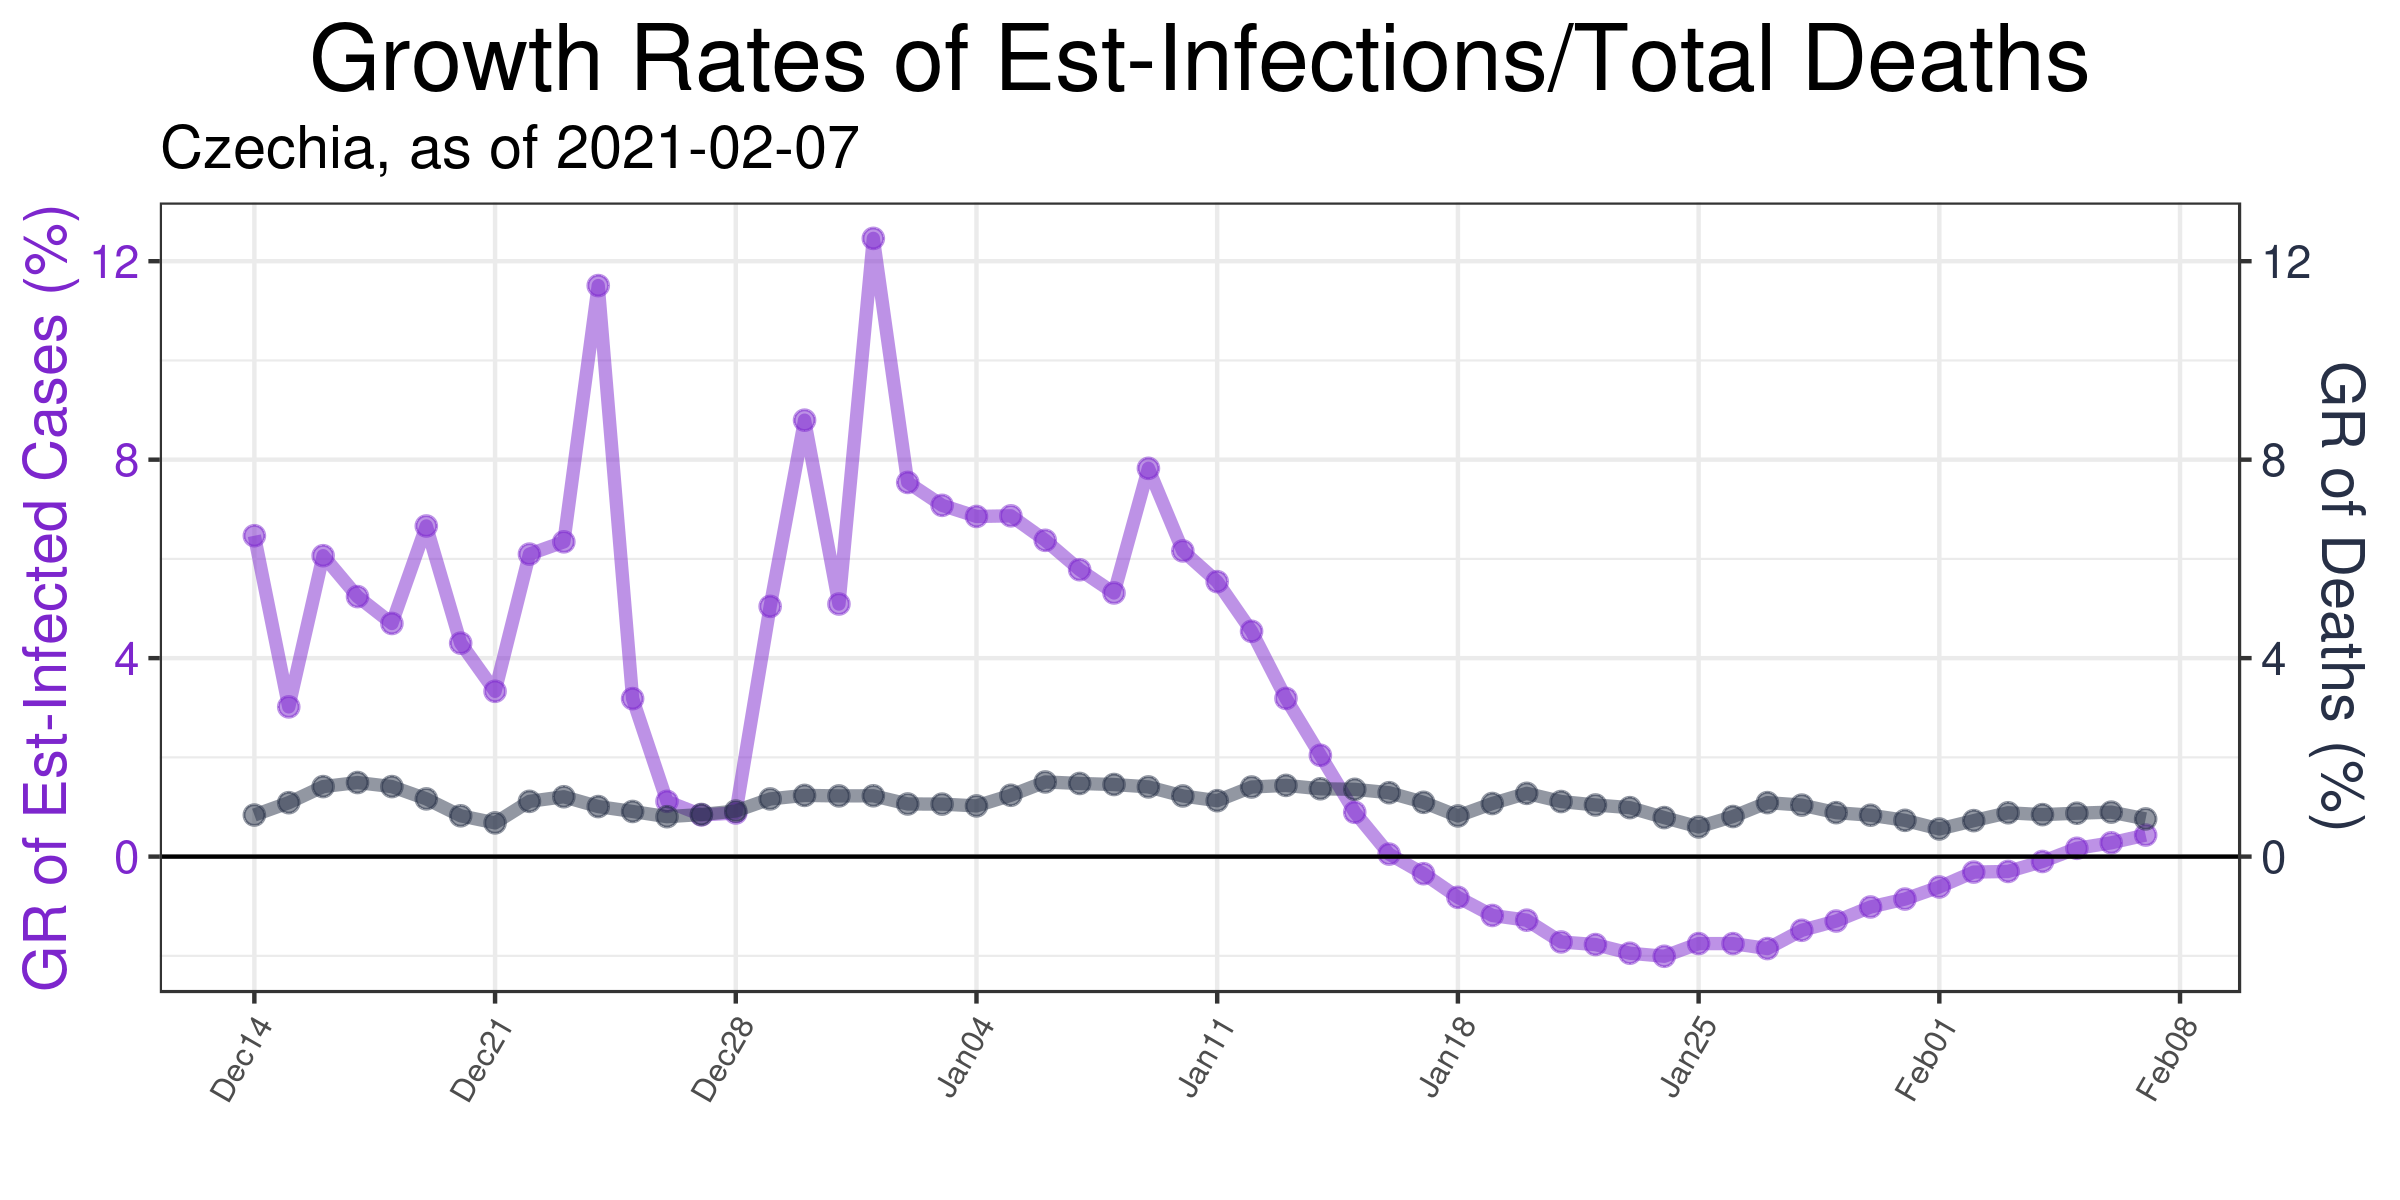 Growth Rates of Est-Infections/Total Deaths
Czechia, as of 2021-02-07
GR of Est-Infected Cases (%)
12
8
4
0
12
8
4
0
GR of Deaths (%)
Dec14
Dec21
Dec28
Jan04
Jan11
Jan18
Jan25
Feb01
Feb08